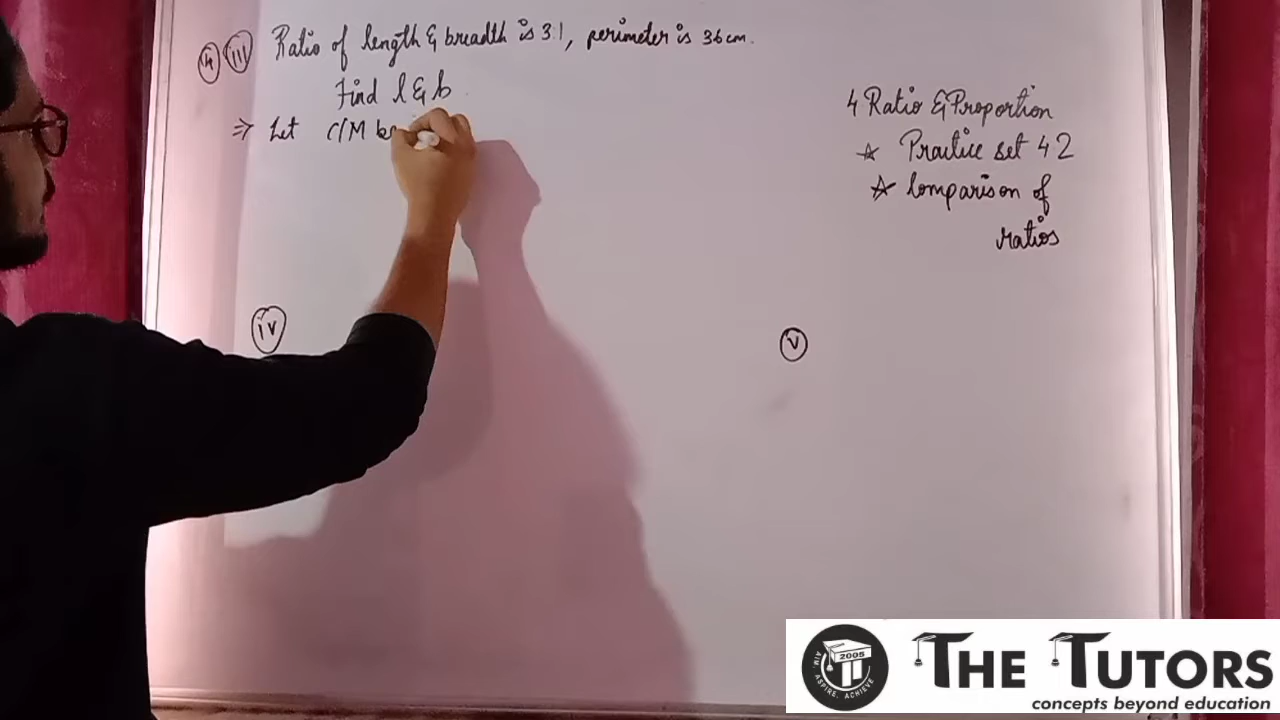 4 iii Ratio of length & breadth is 3:1, perimeter is 36 cm.
Find l & b
⇒ Let C/M be
iv
v
4 Ratio & Proportion
☆ Practice set 4 2
☆ Comparison of
ratios
2005
AIM, ASPIRE, ACHIEVE
THE TUTORS
concepts beyond education